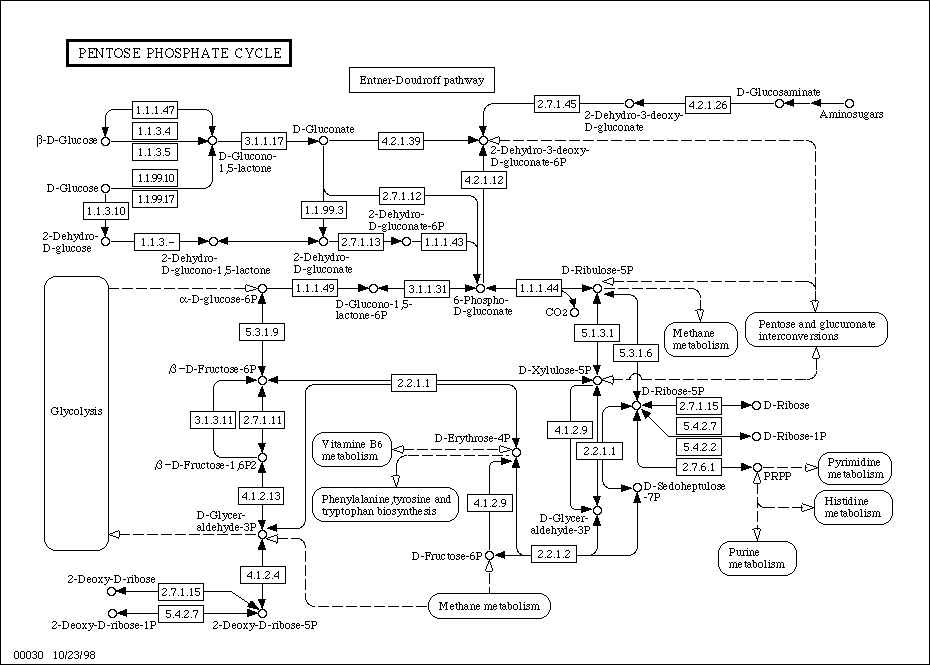 PENTOSE PHOSPHATE CYCLE
Entner-Doudroff pathway
D-Glucosaminate
2.7.1.45
4.2.1.26
1.1.1.47
2-Dehydro-3-deoxy-
D-gluconate
Aminosugars
1.1.3.4
D-Gluconate
β-D-Glucose
3.1.1.17
4.2.1.39
1.1.3.5
2-Dehydro-3-deoxy-
D-gluconate-6P
D-Glucono-
1,5-lactone
1.1.99.10
4.2.1.12
D-Glucose
1.1.99.17
2.7.1.12
1.1.3.10
1.1.99.3
2-Dehydro-
D-gluconate-6P
2-Dehydro-
D-glucose
1.1.3.-
2.7.1.13
1.1.1.43
2-Dehydro-
D-glucono-1,5-lactone
2-Dehydro-
D-gluconate
D-Ribulose-5P
1.1.1.49
3.1.1.31
1.1.1.44
α-D-glucose-6P
D-Glucono-1,5-
lactone-6P
6-Phospho-
D-gluconate
CO2
5.3.1.9
5.1.3.1
Methane
metabolism
Pentose and glucuronate
interconversions
5.3.1.6
β-D-Fructose-6P
D-Xylulose-5P
2.2.1.1
D-Ribose-5P
Glycolysis
2.7.1.15
D-Ribose
3.1.3.11
2.7.1.11
4.1.2.9
5.4.2.7
D-Ribose-1P
D-Erythrose-4P
Vitamine B6
metabolism
2.2.1.1
5.4.2.2
β-D-Fructose-1,6P2
2.7.6.1
PRPP
Pyrimidine
metabolism
4.1.2.13
Phenylalanine,tyrosine and
tryptophan biosynthesis
4.1.2.9
D-Sedoheptulose
-7P
Histidine
metabolism
D-Glycer-
aldehyde-3P
D-Glycer-
aldehyde-3P
D-Fructose-6P
2.2.1.2
Purine
metabolism
4.1.2.4
2-Deoxy-D-ribose
2.7.1.15
Methane metabolism
5.4.2.7
2-Deoxy-D-ribose-1P
2-Deoxy-D-ribose-5P
00030 10/23/98